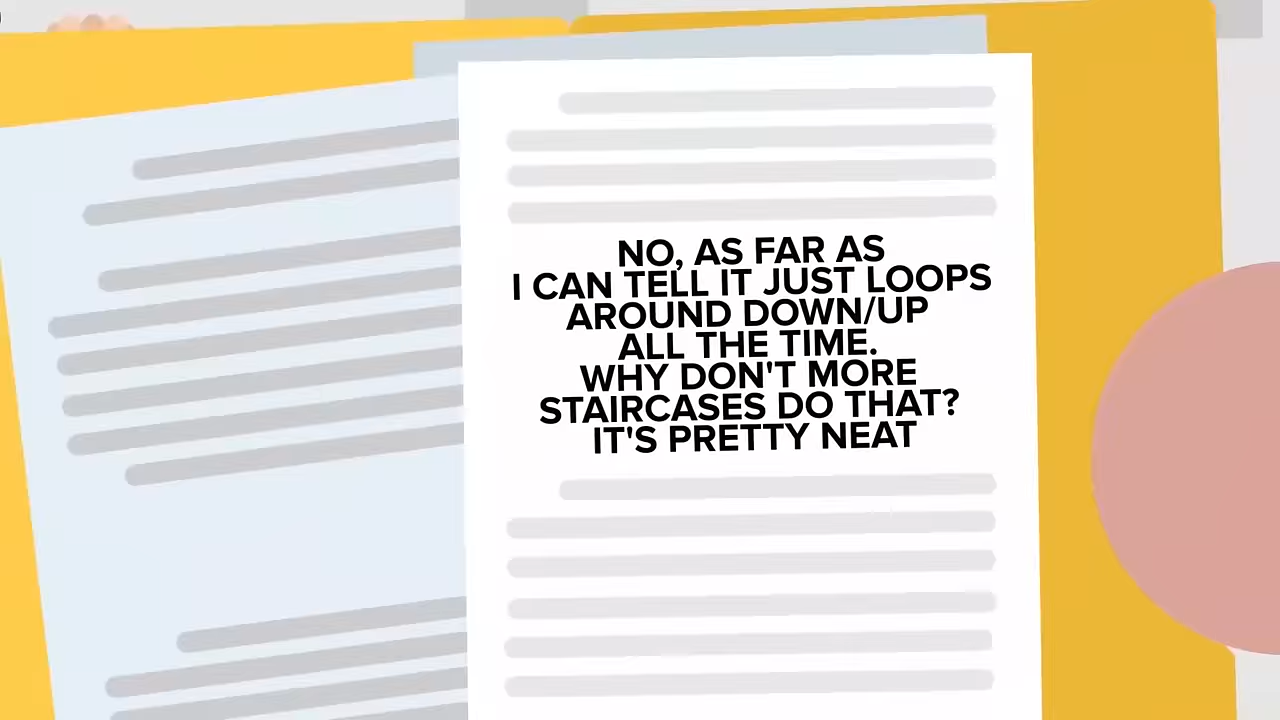 NO, AS FAR AS
I CAN TELL IT JUST LOOPS
AROUND DOWN/UP
ALL THE TIME.
WHY DON'T MORE
STAIRCASES DO THAT?
IT'S PRETTY NEAT